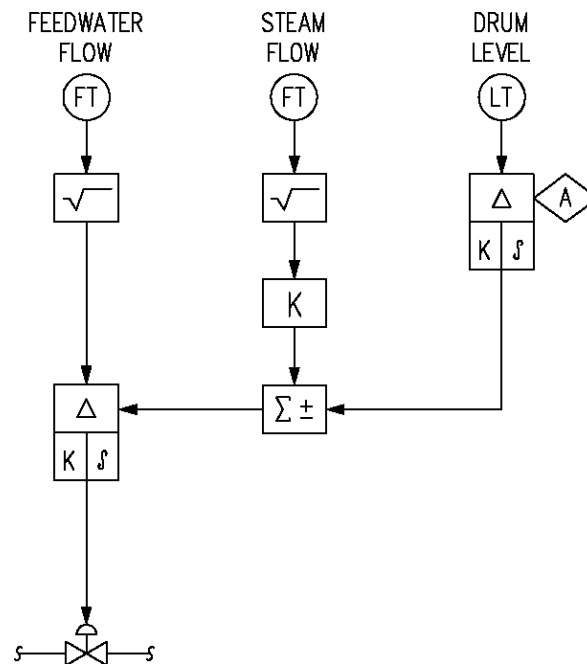 FEEDWATER
FLOW
STEAM
FLOW
DRUM
LEVEL
FT
FT
LT
√
√
Δ
A
K ∫
K
Δ
Σ ±
K ∫
S
S